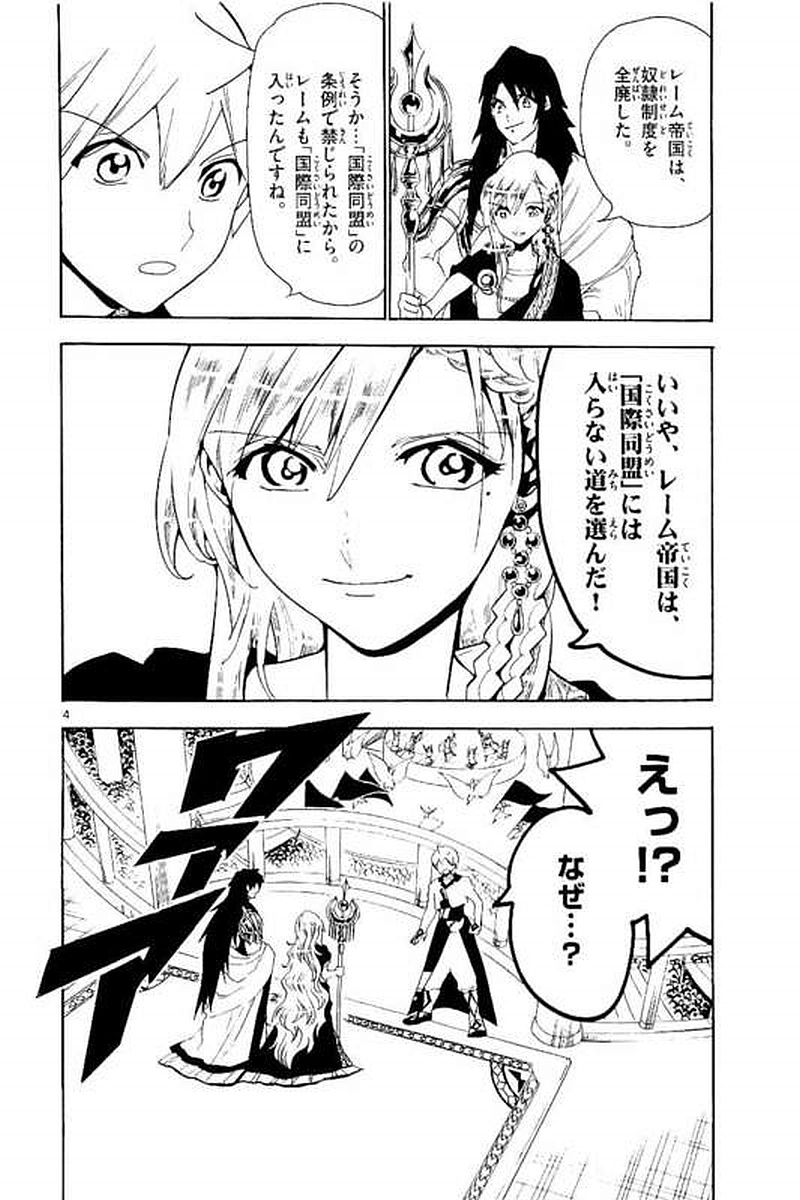 レーム帝国は、
奴隷制度を
全廃した。
そうか…「国際同盟」の
条例で禁じられたから。
レームも「国際同盟」に
入ったんですね。
いいや、レーム帝国は、
「国際同盟」には
入らない道を選んだ！
4
えっ!?
なぜ…？
ワアア